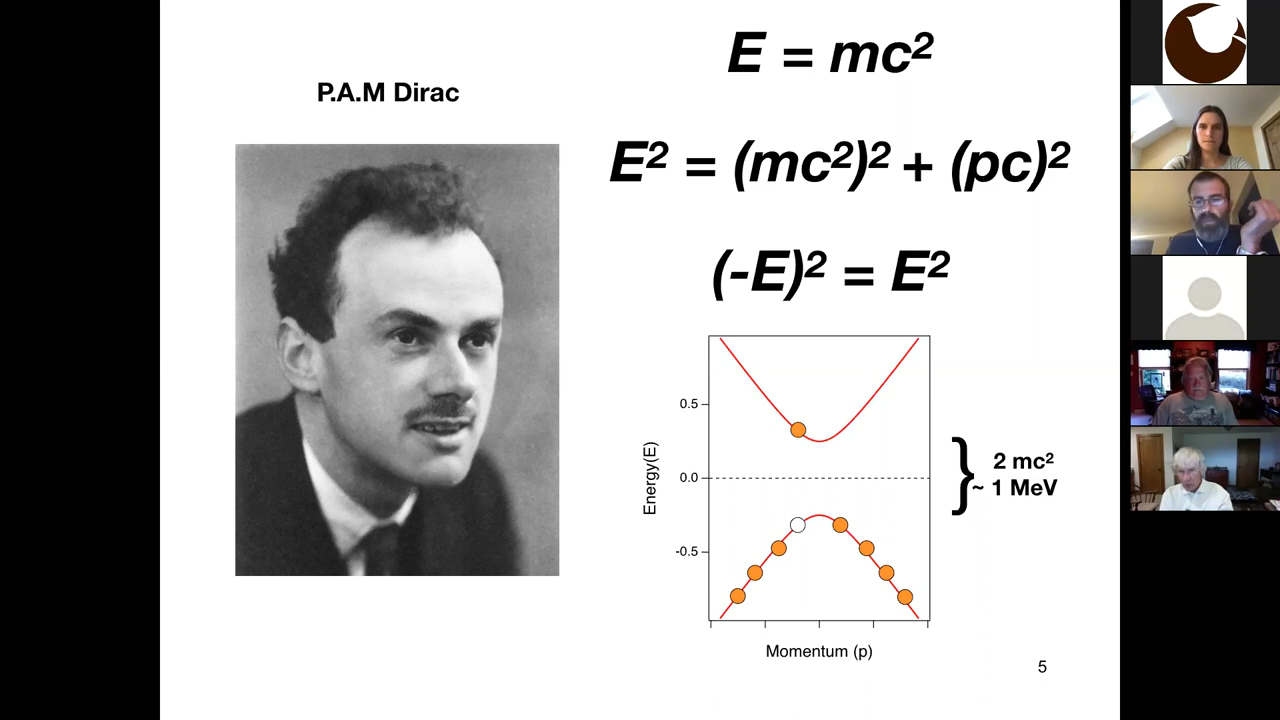 P.A.M Dirac
E = mc²
E² = (mc²)² + (pc)²
(-E)² = E²
Energy(E)
0.5
0.0
-0.5
Momentum (p)
2 mc²
~ 1 MeV
5